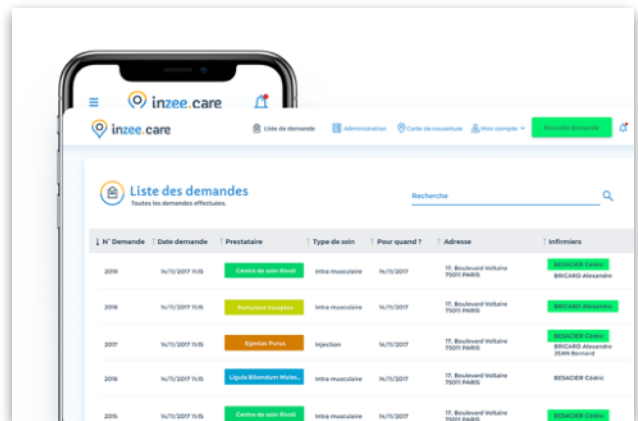 inzee.care
inzee.care
Liste de demande
Administration
Carte de couverture
Mon compte
Nouvelle demande
Liste des demandes
Toutes les demandes effectuées.
Recherche
N° Demande Date demande Prestataire Type de soin Pour quand ? Adresse Infirmiers
2019 14/11/2017 11:15 Centre de soin Rivoli Intra musculaire 14/11/2017 17, Boulevard Voltaire 75011 PARIS BESACIER Cédric
BRICARD Alexandre
2018 14/11/2017 11:15 Parturient Inceptos Intra musculaire 14/11/2017 17, Boulevard Voltaire 75011 PARIS BRICARD Alexandre
2017 14/11/2017 11:15 Egestas Purus Injection 14/11/2017 17, Boulevard Voltaire 75011 PARIS BESACIER Cédric
BRICARD Alexandre
JEAN Bernard
2016 14/11/2017 11:15 Ligula Bibendum Males... Intra musculaire 14/11/2017 17, Boulevard Voltaire 75011 PARIS BESACIER Cédric
2015 14/11/2017 11:15 Centre de soin Rivoli Intra musculaire 14/11/2017 17, Boulevard Voltaire 75011 PARIS BESACIER Cédric